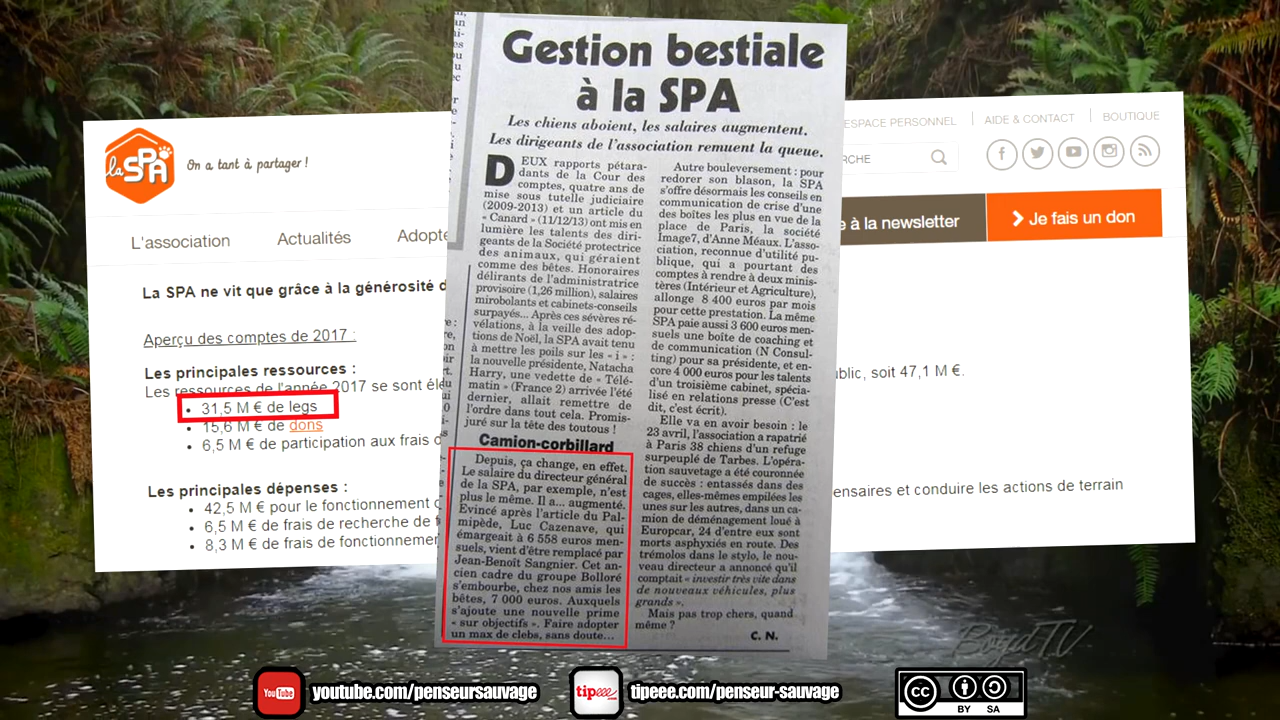 la SPA
On a tant à partager !
ESPACE PERSONNEL
AIDE & CONTACT
BOUTIQUE
à la newsletter
Je fais un don
L'association
Actualités
Adopte
La SPA ne vit que grâce à la générosité d
Aperçu des comptes de 2017 :
Les principales ressources :
Les ressources de l'année 2017 se sont éle
ublic, soit 47,1 M €.
31,5 M € de legs
15,6 M € de dons
6,5 M € de participation aux frais d
Les principales dépenses :
42,5 M € pour le fonctionnement
ensaires et conduire les actions de terrain
6,5 M € de frais de recherche de
8,3 M € de frais de fonctionnemen
Gestion bestiale
à la SPA
Les chiens aboient, les salaires augmentent.
Les dirigeants de l'association remuent la queue.
DEUX rapports pétara-
dants de la Cour des
comptes, quatre ans de
mise sous tutelle judiciaire
(2009-2013) et un article du
« Canard » (11/12/13) ont mis en
lumière les talents des diri-
geants de la Société protectrice
des animaux, qui géraient
comme des bêtes. Honoraires
délirants de l'administratrice
provisoire (1,26 million), salaires
mirobolants et cabinets-conseils
surpayés... Après ces sévères ré-
vélations, à la veille des adop-
tions de Noël, la SPA avait tenu
à mettre les poils sur les « i » :
la nouvelle présidente, Natacha
Harry, une vedette de « Télé-
matin » (France 2) arrivée l'été
dernier, allait remettre de
l'ordre dans tout cela. Promis-
juré sur la tête des toutous !
Camion-corbillard
Depuis, ça change, en effet.
Le salaire du directeur général
de la SPA, par exemple, n'est
plus le même. Il a... augmenté.
Évincé après l'article du Pal-
mipède, Luc Cazenave, qui
émargeait à 6 558 euros men-
suels, vient d'être remplacé par
Jean-Benoît Sangnier. Cet an-
cien cadre du groupe Bolloré
s'embourbe, chez nos amis les
bêtes, 7 000 euros. Auxquels
s'ajoute une nouvelle prime
« sur objectifs ». Faire adopter
un max de clebs, sans doute...
Autre bouleversement : pour
redorer son blason, la SPA
s'offre désormais les conseils en
communication de crise d'une
des boîtes les plus en vue de la
place de Paris, la société
Image7, d'Anne Méaux. L'asso-
ciation, reconnue d'utilité pu-
blique, qui a pourtant des
comptes à rendre à deux minis-
tères (Intérieur et Agriculture),
allonge 8 400 euros par mois
pour cette prestation. La même
SPA paie aussi 3 600 euros men-
suels une boîte de coaching et
de communication (N Consul-
ting) pour sa présidente, et en-
core 4 000 euros pour les talents
d'un troisième cabinet, spécia-
lisé en relations presse (C'est
dit, c'est écrit).
Elle va en avoir besoin : le
23 avril, l'association a rapatrié
à Paris 38 chiens d'un refuge
surpeuplé de Tarbes. L'opéra-
tion sauvetage a été couronnée
de succès : entassés dans des
cages, elles-mêmes empilées les
unes sur les autres, dans un ca-
mion de déménagement loué à
Europcar, 24 d'entre eux sont
morts asphyxiés en route. Des
trémolos dans le stylo, le nou-
veau directeur a annoncé qu'il
comptait « investir très vite dans
de nouveaux véhicules, plus
grands ».
Mais pas trop chers, quand
même ?
C. N.
BoydTV
YouTube
youtube.com/penseursauvage
tipeee
tipeee.com/penseur-sauvage
CC
BY SA